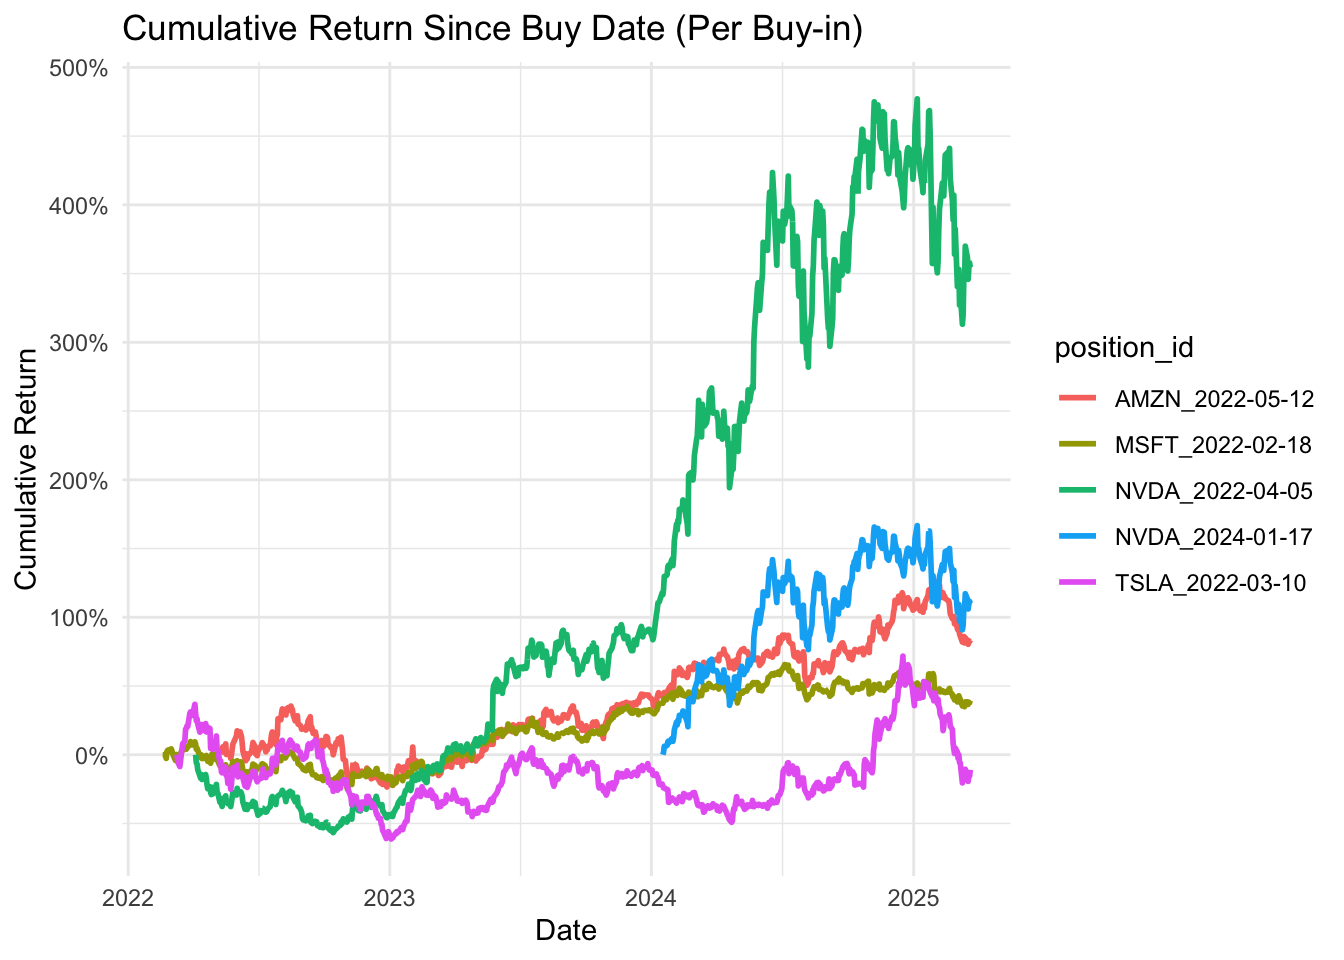 Cumulative Return Since Buy Date (Per Buy-in)
500%
400%
300%
200%
100%
0%
Cumulative Return
2022
2023
2024
2025
Date
position_id
AMZN_2022-05-12
MSFT_2022-02-18
NVDA_2022-04-05
NVDA_2024-01-17
TSLA_2022-03-10